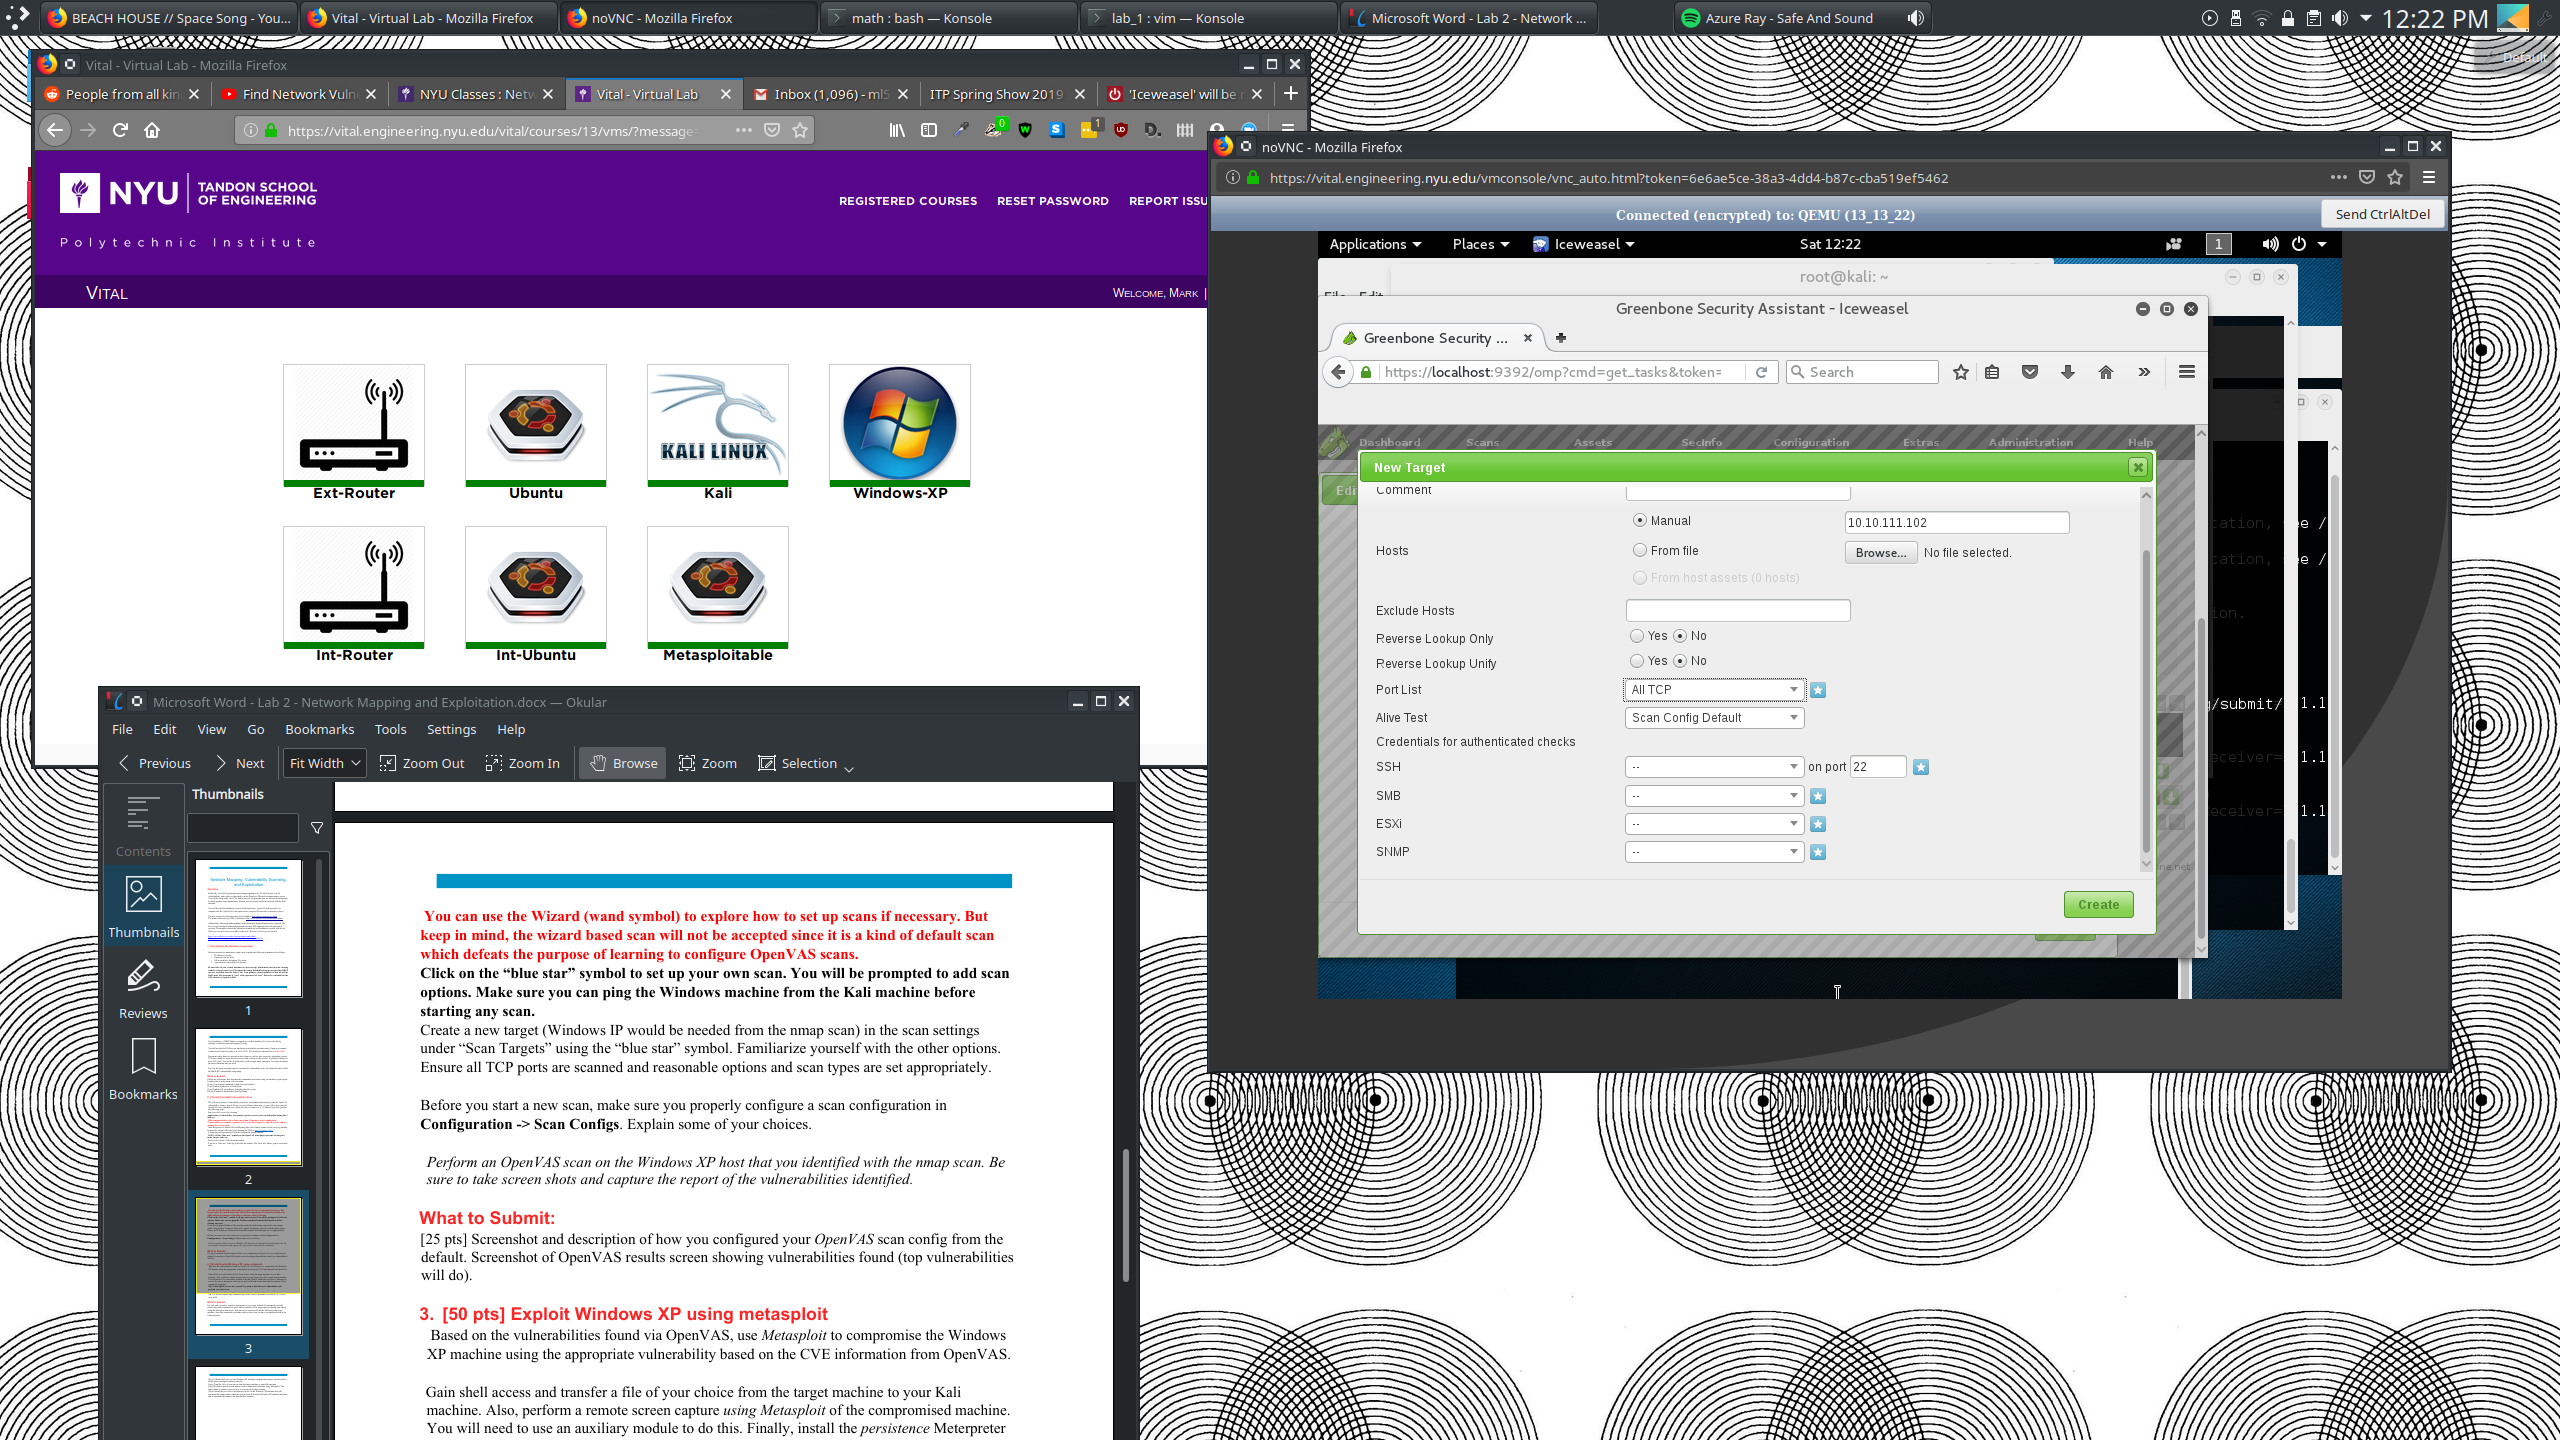 BEACH HOUSE // Space Song - You...
Vital - Virtual Lab - Mozilla Firefox
noVNC - Mozilla Firefox
math : bash — Konsole
lab_1 : vim — Konsole
Microsoft Word - Lab 2 - Network ...
Azure Ray - Safe And Sound
12:22 PM
Default
Vital - Virtual Lab - Mozilla Firefox
People from all kin
Find Network Vuln
NYU Classes : Netw
Vital - Virtual Lab
Inbox (1,096) - ml5
ITP Spring Show 2019
'Iceweasel' will be r
https://vital.engineering.nyu.edu/vital/courses/13/vms/?message=
0
1
NYU
TANDON SCHOOL
OF ENGINEERING
Polytechnic Institute
REGISTERED COURSES
RESET PASSWORD
REPORT ISSU
VITAL
WELCOME, MARK |
Ext-Router
Ubuntu
KALI LINUX
Kali
Windows-XP
Int-Router
Int-Ubuntu
Metasploitable
Microsoft Word - Lab 2 - Network Mapping and Exploitation.docx — Okular
File
Edit
View
Go
Bookmarks
Tools
Settings
Help
Previous
Next
Fit Width
Zoom Out
Zoom In
Browse
Zoom
Selection
Contents
Thumbnails
Reviews
Bookmarks
Thumbnails
1
2
3
You can use the Wizard (wand symbol) to explore how to set up scans if necessary. But
keep in mind, the wizard based scan will not be accepted since it is a kind of default scan
which defeats the purpose of learning to configure OpenVAS scans.
Click on the “blue star” symbol to set up your own scan. You will be prompted to add scan
options. Make sure you can ping the Windows machine from the Kali machine before
starting any scan.
Create a new target (Windows IP would be needed from the nmap scan) in the scan settings
under “Scan Targets” using the “blue star” symbol. Familiarize yourself with the other options.
Ensure all TCP ports are scanned and reasonable options and scan types are set appropriately.
Before you start a new scan, make sure you properly configure a scan configuration in
Configuration -> Scan Configs. Explain some of your choices.
Perform an OpenVAS scan on the Windows XP host that you identified with the nmap scan. Be
sure to take screen shots and capture the report of the vulnerabilities identified.
What to Submit:
[25 pts] Screenshot and description of how you configured your OpenVAS scan config from the
default. Screenshot of OpenVAS results screen showing vulnerabilities found (top vulnerabilities
will do).
3. [50 pts] Exploit Windows XP using metasploit
Based on the vulnerabilities found via OpenVAS, use Metasploit to compromise the Windows
XP machine using the appropriate vulnerability based on the CVE information from OpenVAS.
Gain shell access and transfer a file of your choice from the target machine to your Kali
machine. Also, perform a remote screen capture using Metasploit of the compromised machine.
You will need to use an auxiliary module to do this. Finally, install the persistence Meterpreter
noVNC - Mozilla Firefox
https://vital.engineering.nyu.edu/vmconsole/vnc_auto.html?token=6e6ae5ce-38a3-4dd4-b87c-cba519ef5462
Connected (encrypted) to: QEMU (13_13_22)
Send CtrlAltDel
Applications
Places
Iceweasel
Sat 12:22
1
root@kali: ~
File Edit
Greenbone Security Assistant - Iceweasel
Greenbone Security ...
https://localhost:9392/omp?cmd=get_tasks&token=
Search
Dashboard
Scans
Assets
SecInfo
Configuration
Extras
Administration
Help
Edi
New Target
Comment
Hosts
Manual
10.10.111.102
From file
Browse...
No file selected.
From host assets (0 hosts)
Exclude Hosts
Reverse Lookup Only
Yes
No
Reverse Lookup Unify
Yes
No
Port List
All TCP
Alive Test
Scan Config Default
Credentials for authenticated checks
SSH
--
on port
22
SMB
--
ESXi
--
SNMP
--
Create
cation, see /
cation, see /
ion.
g/submit/ 1.1
eceiver= 1.1
eceiver= 1.1